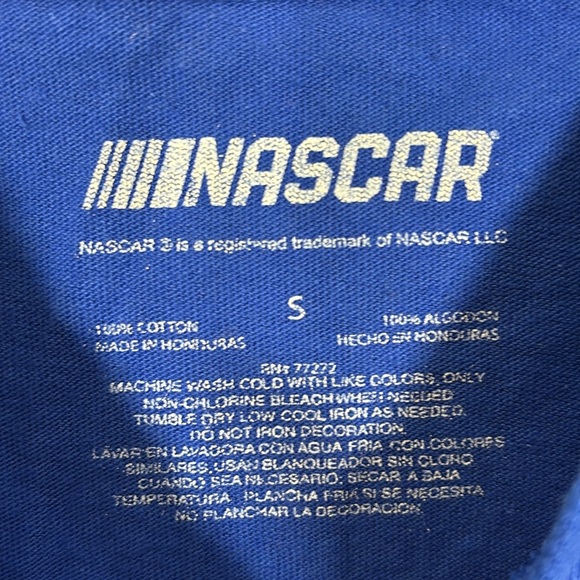 NASCAR®
NASCAR ® is a registered trademark of NASCAR LLC
S
100% COTTON
MADE IN HONDURAS
100% ALGODON
HECHO EN HONDURAS
RN# 77272
MACHINE WASH COLD WITH LIKE COLORS, ONLY
NON-CHLORINE BLEACH WHEN NEEDED
TUMBLE DRY LOW COOL IRON AS NEEDED.
DO NOT IRON DECORATION.
LAVAR EN LAVADORA CON AGUA FRIA CON COLORES
SIMILARES, USAN BLANQUEADOR SIN CLORO
CUANDO SEA NECESARIO; SECAR A BAJA
TEMPERATURA. PLANCHA FRIA SI SE NECESITA
NO PLANCHAR LA DECORACION.